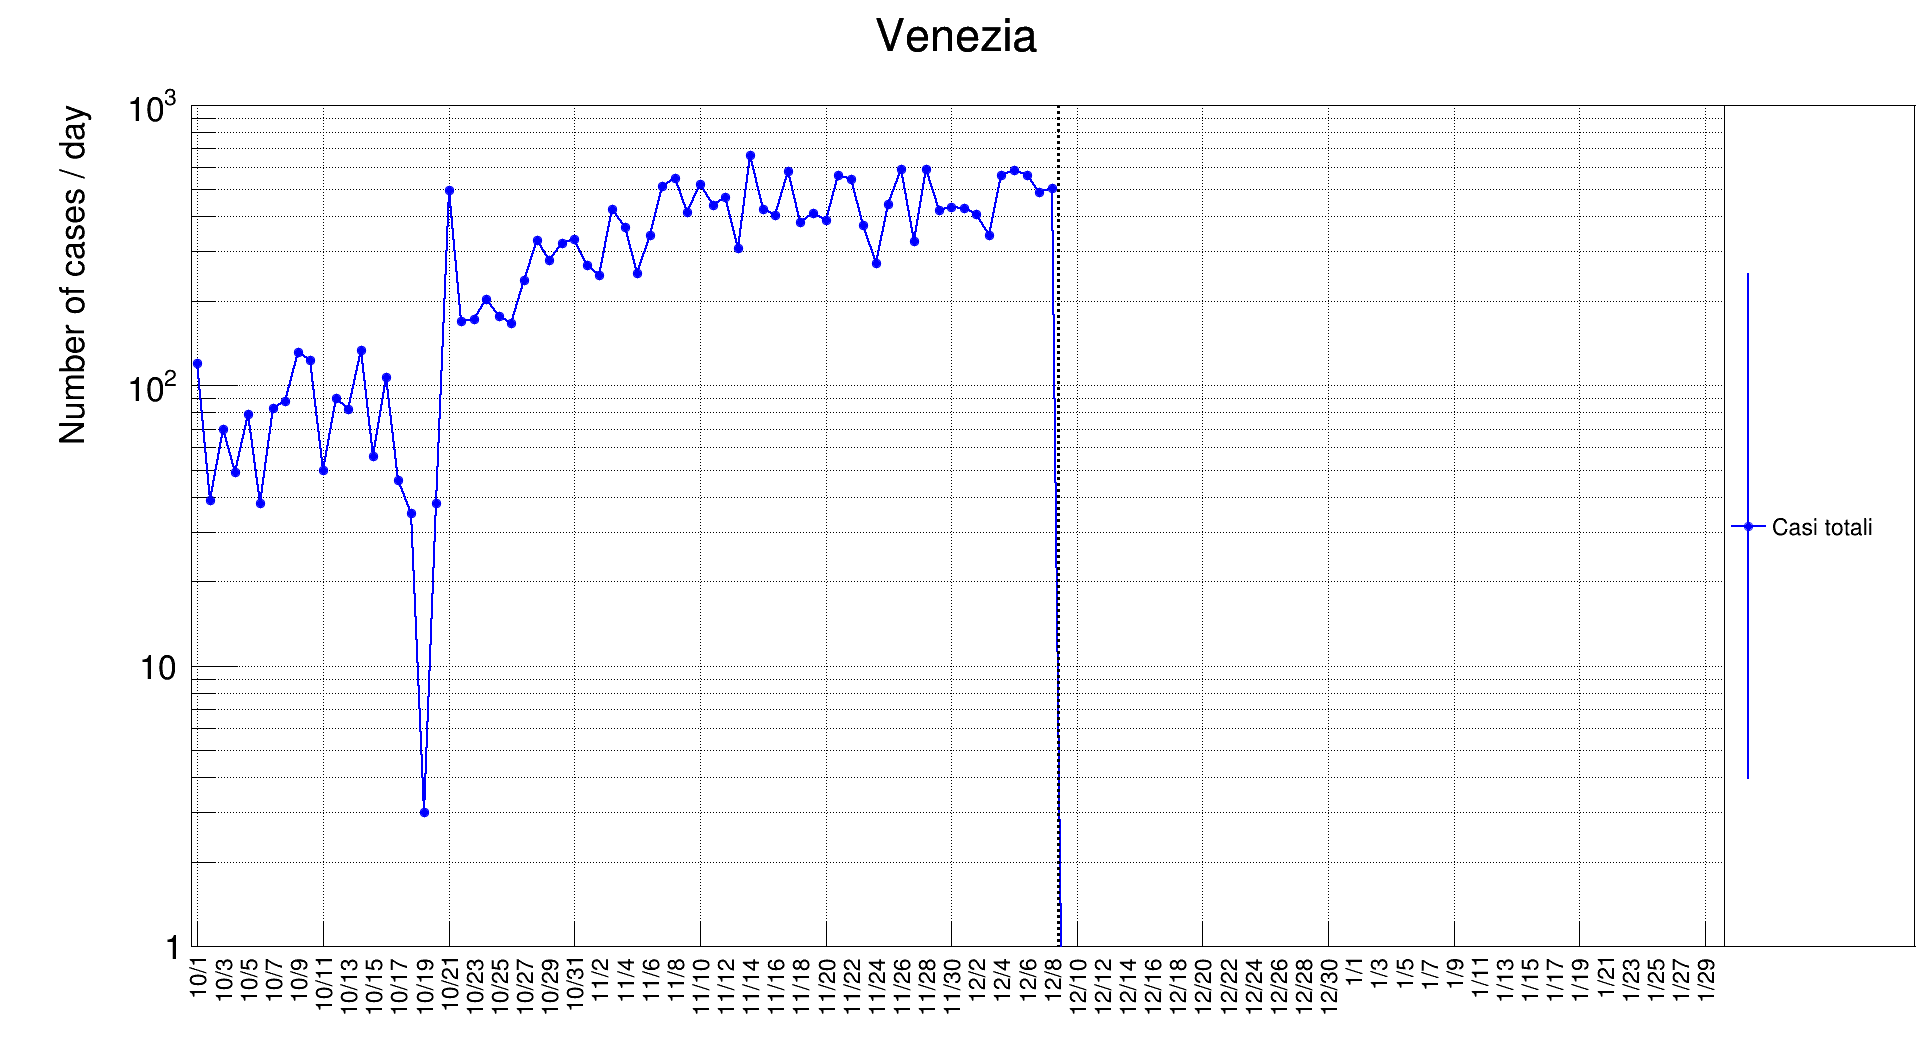 Venezia
Number of cases / day
10³
10²
10
1
10/1 10/3 10/5 10/7 10/9 10/11 10/13 10/15 10/17 10/19 10/21 10/23 10/25 10/27 10/29 10/31 11/2 11/4 11/6 11/8 11/10 11/12 11/14 11/16 11/18 11/20 11/22 11/24 11/26 11/28 11/30 12/2 12/4 12/6 12/8 12/10 12/12 12/14 12/16 12/18 12/20 12/22 12/24 12/26 12/28 12/30 1/1 1/3 1/5 1/7 1/9 1/11 1/13 1/15 1/17 1/19 1/21 1/23 1/25 1/27 1/29
Casi totali